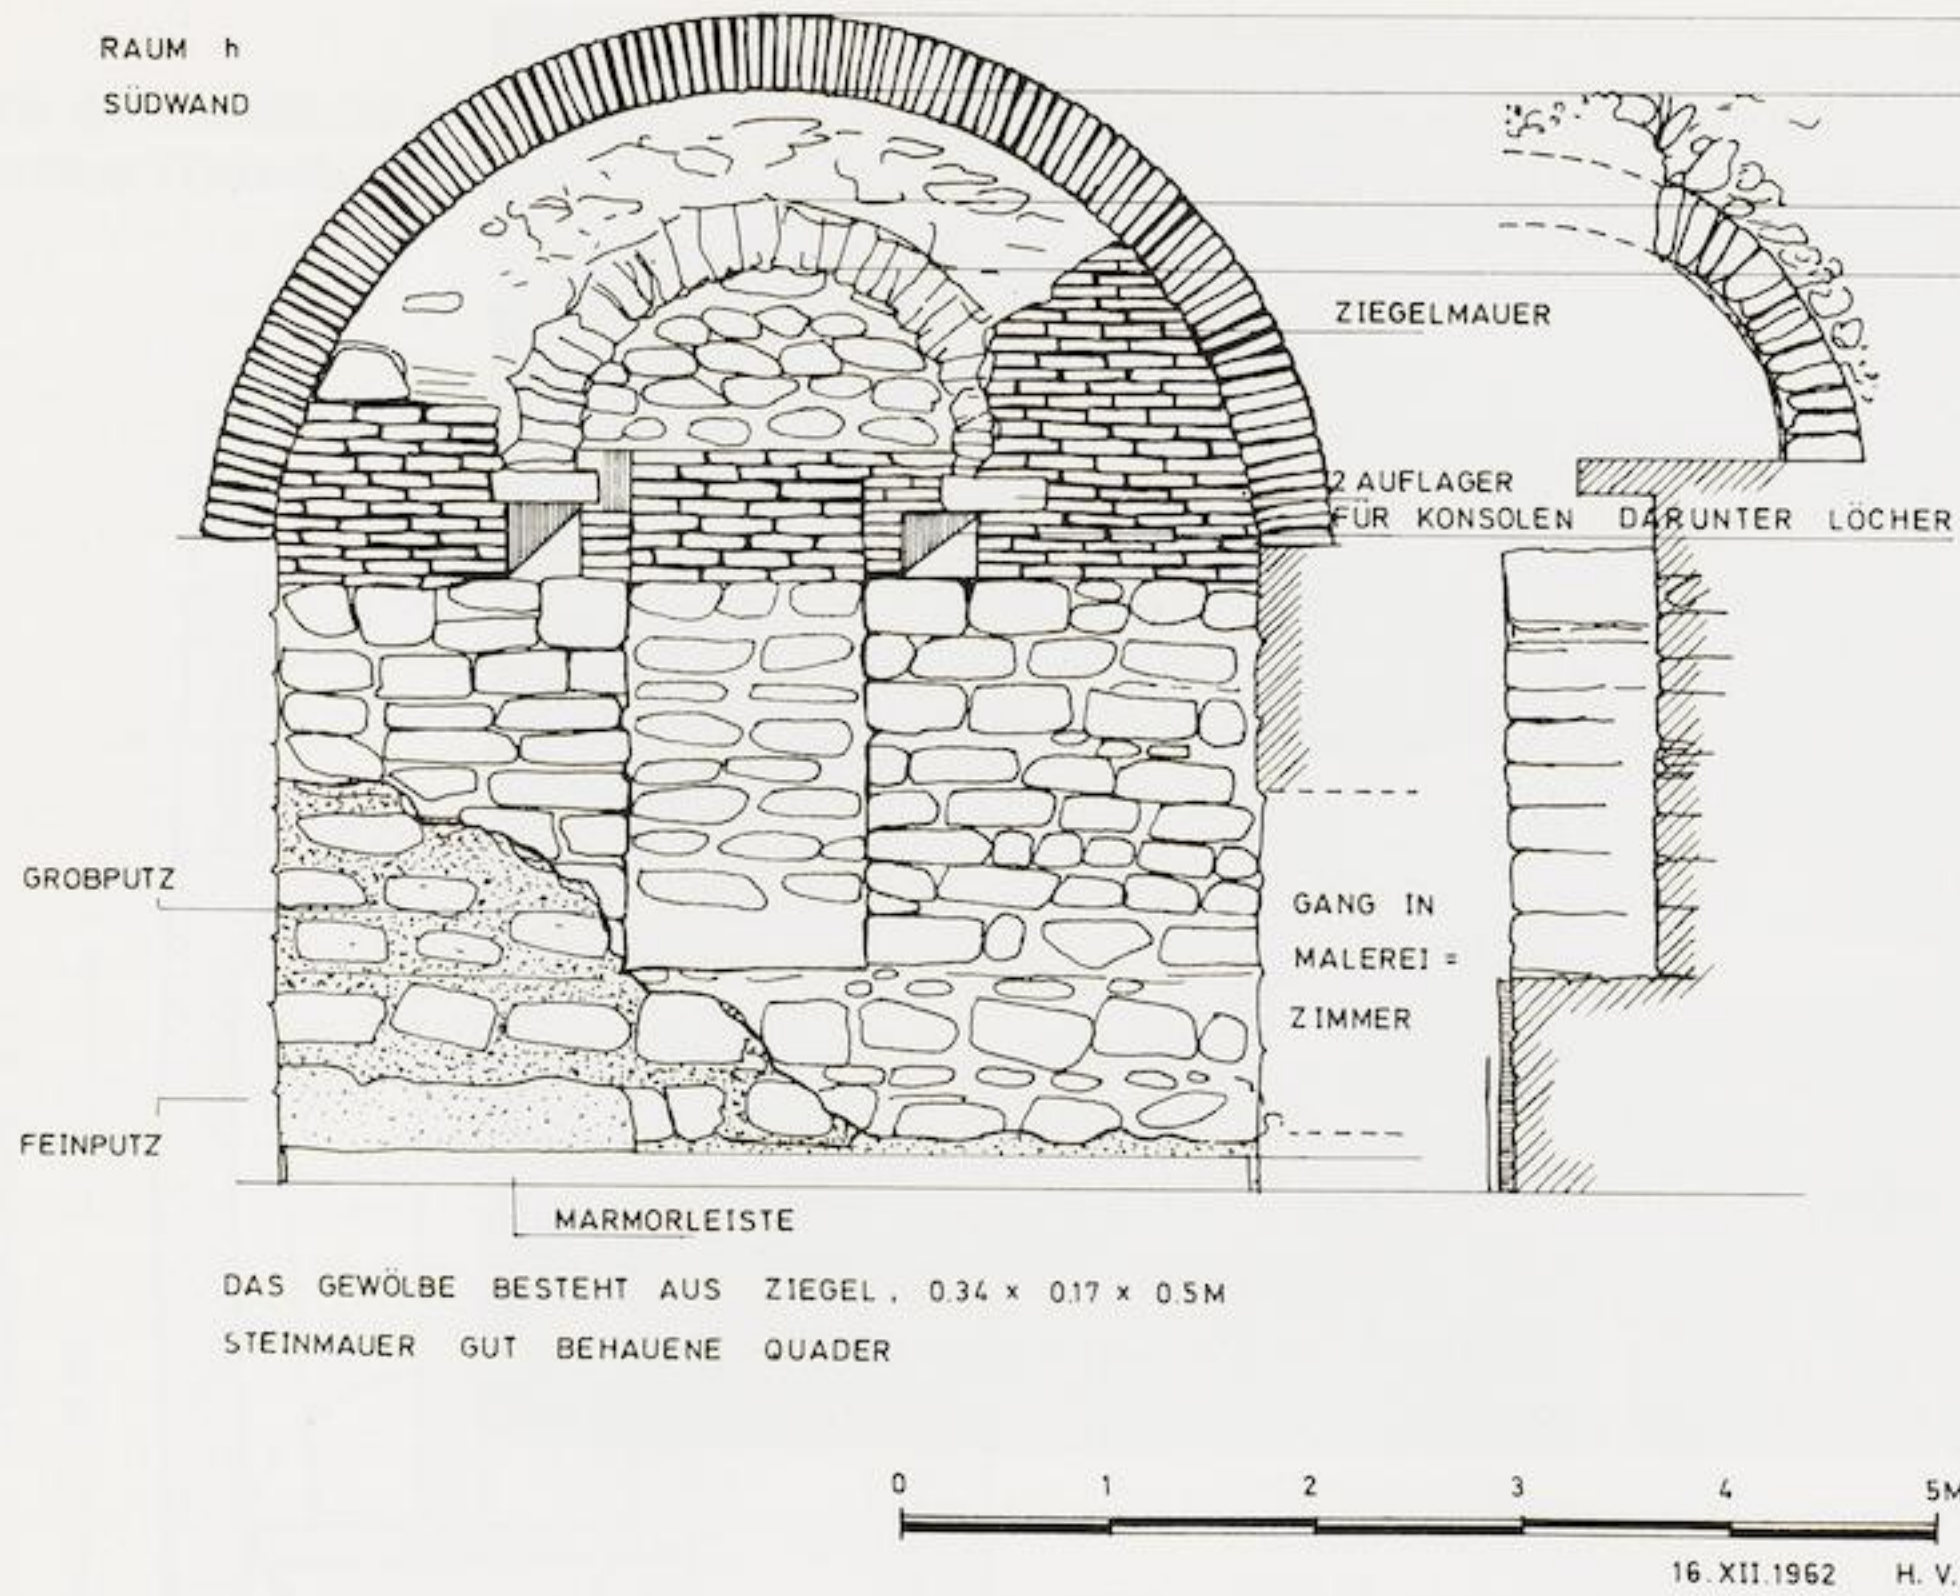 RAUM h
SÜDWAND
ZIEGELMAUER
2 AUFLAGER
FÜR KONSOLEN DARUNTER LÖCHER
GROBPUTZ
GANG IN
MALEREI =
ZIMMER
FEINPUTZ
MARMORLEISTE
DAS GEWÖLBE BESTEHT AUS ZIEGEL, 0.34 x 0.17 x 0.5M
STEINMAUER GUT BEHAUENE QUADER
0 1 2 3 4 5M
16.XII.1962 H. V.